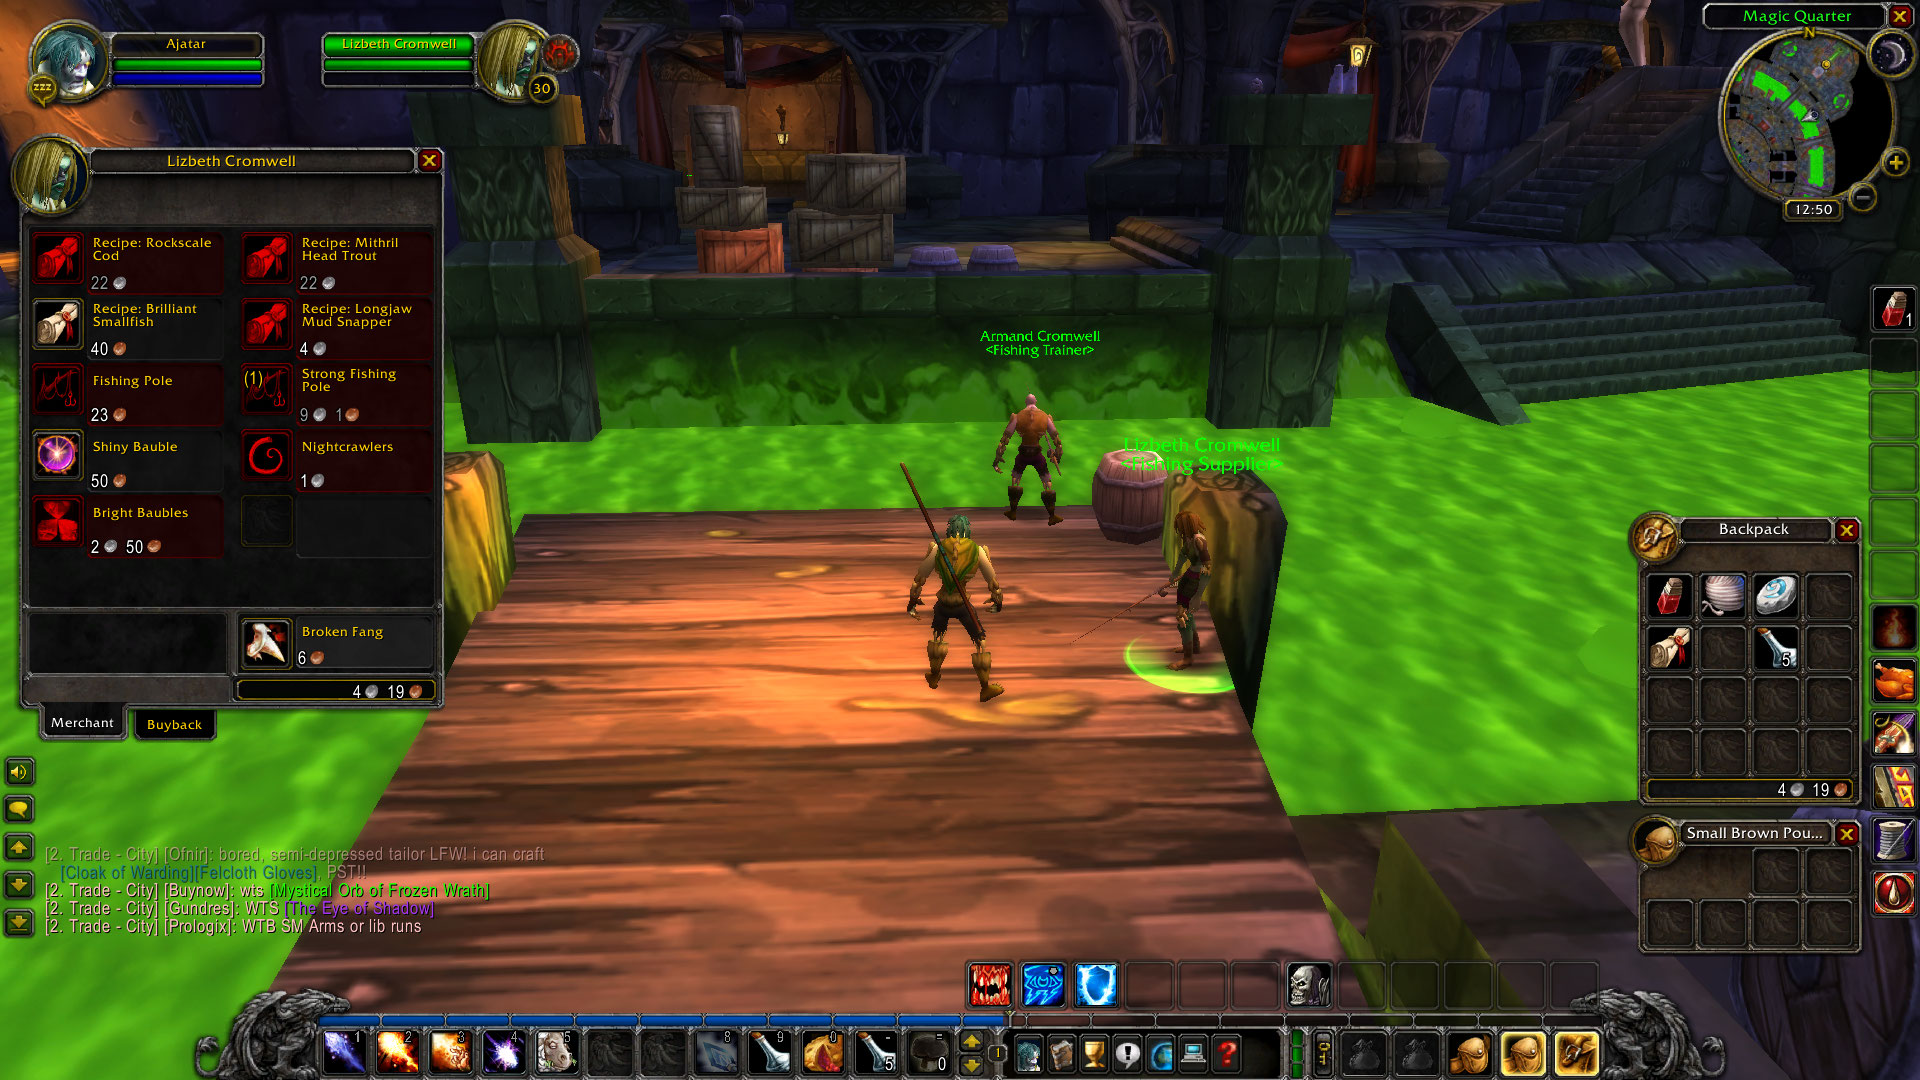 Ajatar
zzz
Lizbeth Cromwell
30
Magic Quarter
N
12:50
Lizbeth Cromwell
Recipe: Rockscale
Cod
22
Recipe: Mithril
Head Trout
22
Recipe: Brilliant
Smallfish
40
Recipe: Longjaw
Mud Snapper
4
Fishing Pole
23
(1)
Strong Fishing
Pole
9 1
Shiny Bauble
50
Nightcrawlers
1
Bright Baubles
2 50
Broken Fang
6
4 19
Merchant
Buyback
Armand Cromwell
<Fishing Trainer>
Lizbeth Cromwell
<Fishing Supplier>
1
Backpack
5
4 19
Small Brown Pou...
[2. Trade - City] [Ofnir]: bored, semi-depressed tailor LFW! i can craft
[Cloak of Warding][Felcloth Gloves], PST!!
[2. Trade - City] [Buynow]: wts [Mystical Orb of Frozen Wrath]
[2. Trade - City] [Gundres]: WTS [The Eye of Shadow]
[2. Trade - City] [Prologix]: WTB SM Arms or lib runs
1 2 3 4 5 8 9 0 - =
5 0
1